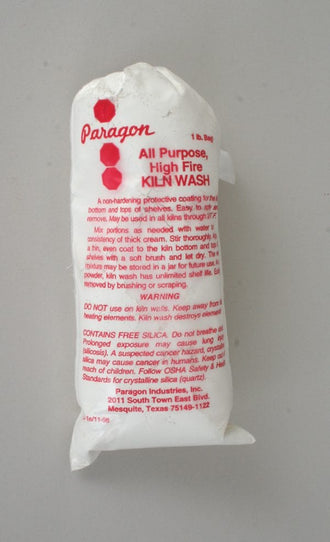 Paragon
1 lb. Bag
All Purpose,
High Fire
KILN WASH
A non-hardening protective coating for the
bottom and tops of shelves. Easy to and
remove. May be used in all kilns through
Mix portions as needed with water to
consistency of thick cream. Stir thoroughly.
a thin, even coat to the kiln bottom and top
shelves with a soft brush and let dry. The
mixture may be stored in a jar for future use.
powder, kiln wash has unlimited shelf life.
removed by brushing or scraping.
WARNING
DO NOT use on kiln walls. Keep away from
heating elements. Kiln wash destroys elements
CONTAINS FREE SILICA. Do not breathe
Prolonged exposure may cause lung
(silicosis). A suspected cancer hazard, crystalline
silica may cause cancer in humans. Keep out
reach of children. Follow OSHA Safety &
Standards for crystalline silica (quartz).
Paragon Industries, Inc.
2011 South Town East Blvd.
Mesquite, Texas 75149-1122